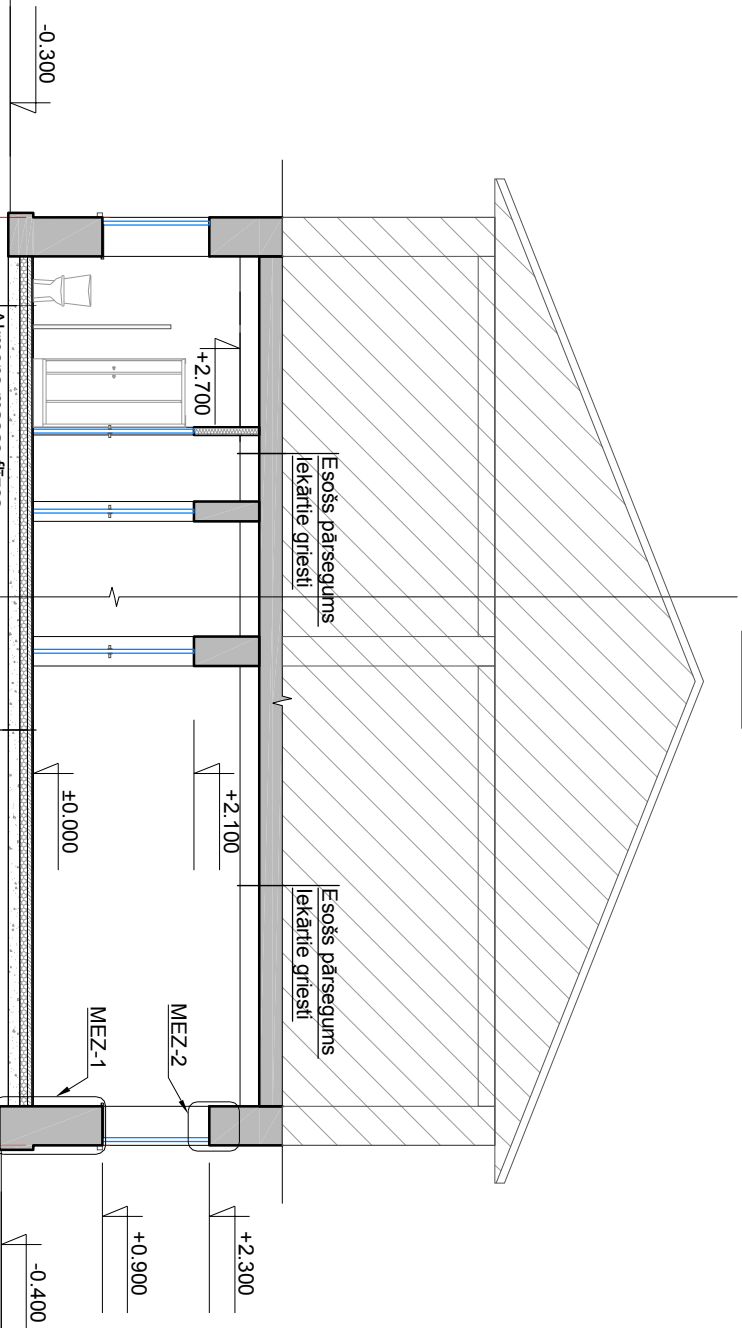 -0.300
+2.700
Esošs pārsegums
Iekārtie griesti
±0.000
+2.100
Esošs pārsegums
Iekārtie griesti
MEZ-1
MEZ-2
+0.900
+2.300
-0.400